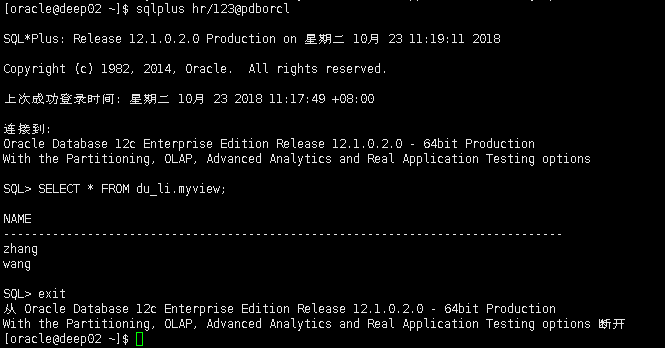 [oracle@deep02 ~]$ sqlplus hr/123@pdborcl
SQL*Plus: Release 12.1.0.2.0 Production on 星期二 10月 23 11:19:11 2018
Copyright (c) 1982, 2014, Oracle.  All rights reserved.
上次成功登录时间: 星期二 10月 23 2018 11:17:49 +08:00
连接到:
Oracle Database 12c Enterprise Edition Release 12.1.0.2.0 - 64bit Production
With the Partitioning, OLAP, Advanced Analytics and Real Application Testing options
SQL> SELECT * FROM du_li.myview;
NAME
--------------------------------------------------------------------------------
zhang
wang
SQL> exit
从 Oracle Database 12c Enterprise Edition Release 12.1.0.2.0 - 64bit Production
With the Partitioning, OLAP, Advanced Analytics and Real Application Testing options 断开
[oracle@deep02 ~]$